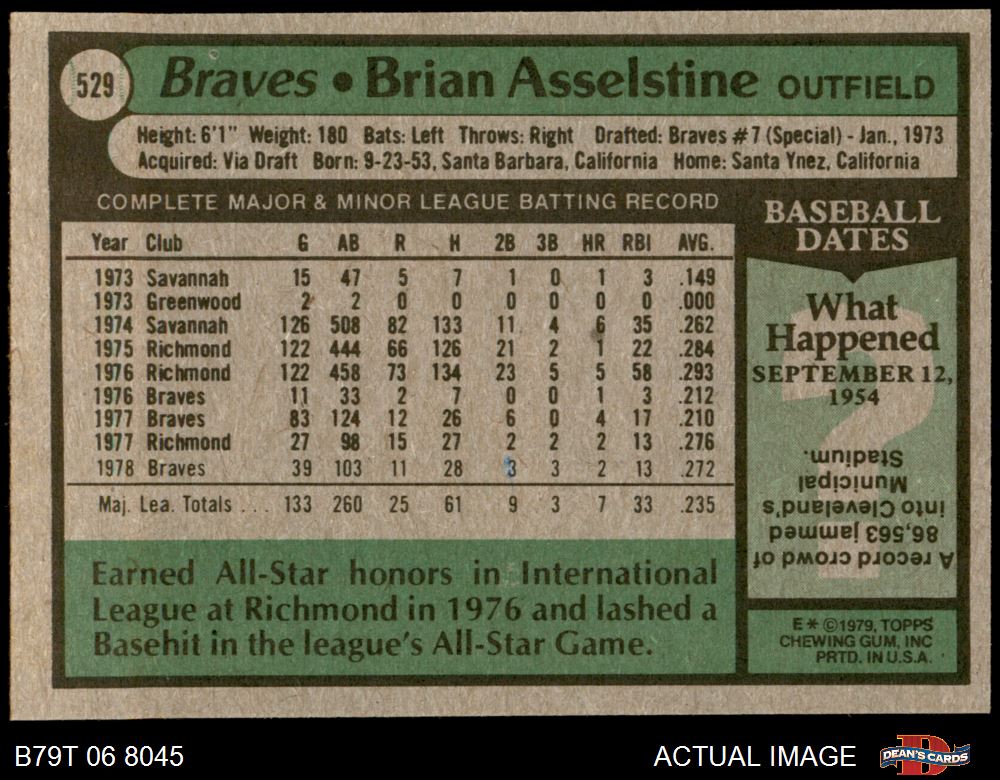 529
Braves • Brian Asselstine OUTFIELD
Height: 6'1" Weight: 180 Bats: Left Throws: Right Drafted: Braves #7 (Special) - Jan., 1973
Acquired: Via Draft Born: 9-23-53, Santa Barbara, California Home: Santa Ynez, California
COMPLETE MAJOR & MINOR LEAGUE BATTING RECORD
Year Club G AB R H 2B 3B HR RBI AVG.
1973 Savannah 15 47 5 7 1 0 1 3 .149
1973 Greenwood 2 2 0 0 0 0 0 0 .000
1974 Savannah 126 508 82 133 11 4 6 35 .262
1975 Richmond 122 444 66 126 21 2 1 22 .284
1976 Richmond 122 458 73 134 23 5 5 58 .293
1976 Braves 11 33 2 7 0 0 1 3 .212
1977 Braves 83 124 12 26 6 0 4 17 .210
1977 Richmond 27 98 15 27 2 2 2 13 .276
1978 Braves 39 103 11 28 3 3 2 13 .272
Maj. Lea. Totals . . . 133 260 25 61 9 3 7 33 .235
Earned All-Star honors in International
League at Richmond in 1976 and lashed a
Basehit in the league's All-Star Game.
BASEBALL
DATES
What
Happened
SEPTEMBER 12,
1954
?
A record crowd of
86,563 jammed
into Cleveland's
Municipal
Stadium.
E * ©1979, TOPPS
CHEWING GUM, INC
PRTD. IN U.S.A.
B79T 06 8045
ACTUAL IMAGE
D
DEAN'S CARDS